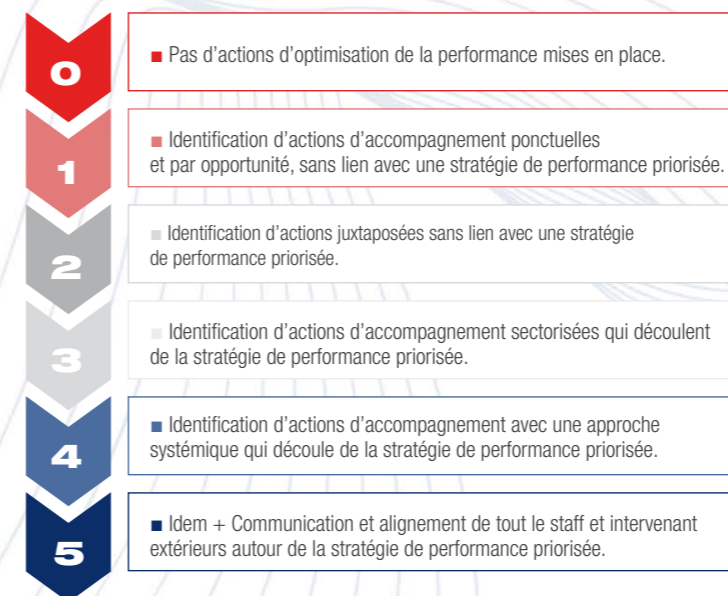 0
■ Pas d'actions d'optimisation de la performance mises en place.
1
■ Identification d'actions d'accompagnement ponctuelles
et par opportunité, sans lien avec une stratégie de performance priorisée.
2
■ Identification d'actions juxtaposées sans lien avec une stratégie
de performance priorisée.
3
■ Identification d'actions d'accompagnement sectorisées qui découlent
de la stratégie de performance priorisée.
4
■ Identification d'actions d'accompagnement avec une approche
systémique qui découle de la stratégie de performance priorisée.
5
■ Idem + Communication et alignement de tout le staff et intervenant
extérieurs autour de la stratégie de performance priorisée.